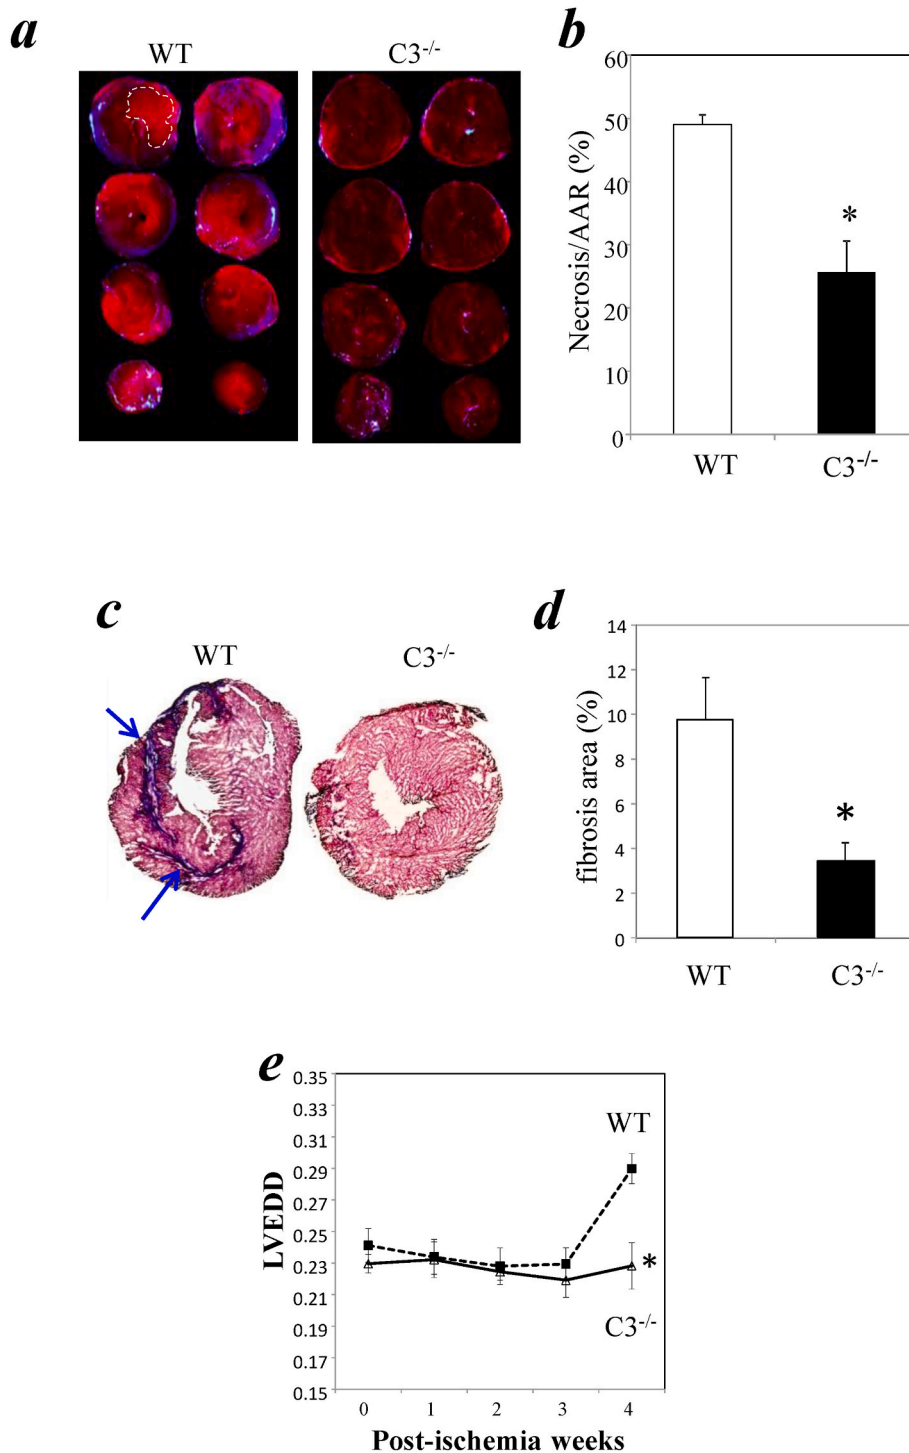 a
WT C3-/-
b
Necrosis/AAR (%)
60
50
40
30
20
10
0
*
WT C3-/-
c
WT C3-/-
d
fibrosis area (%)
14
12
10
8
6
4
2
0
*
WT C3-/-
e
LVEDD
0.35
0.33
0.31
0.29
0.27
0.25
0.23
0.21
0.19
0.17
0.15
WT
*
C3-/-
0 1 2 3 4
Post-ischemia weeks